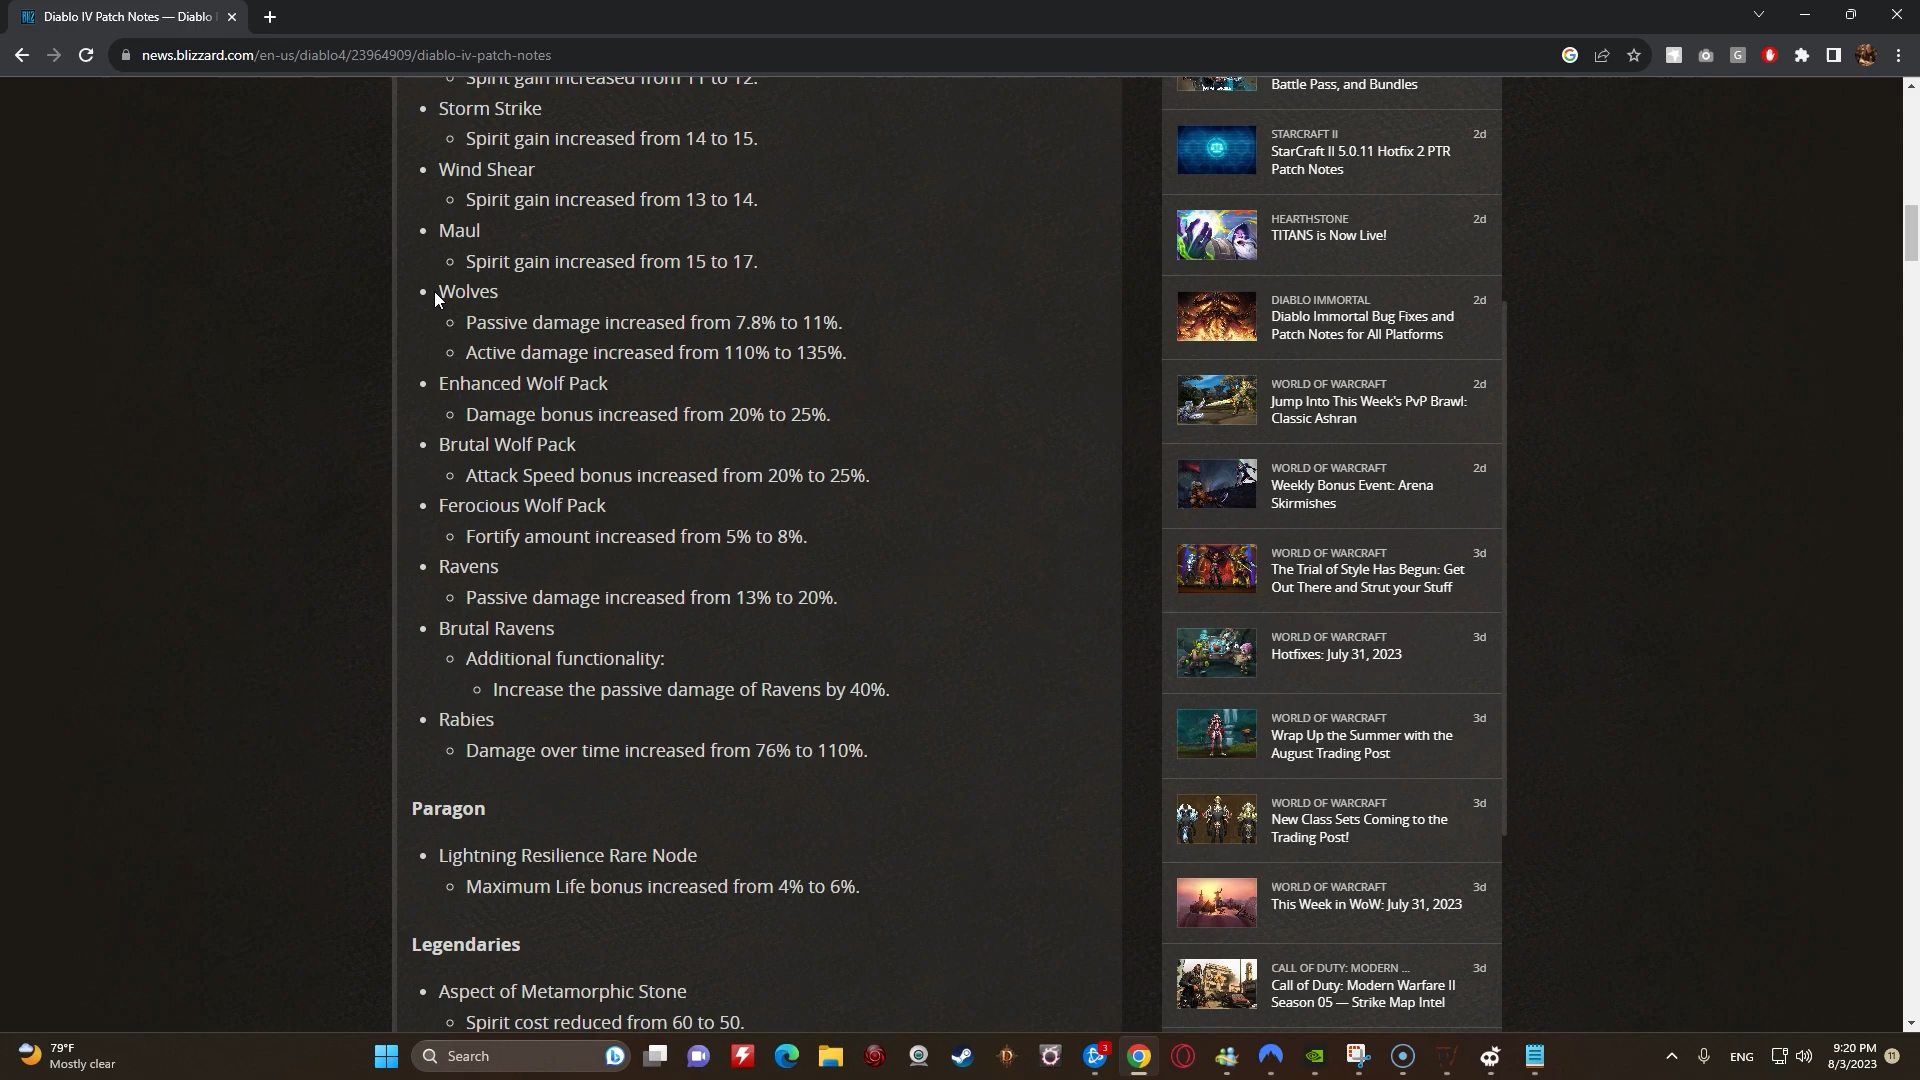 Diablo IV Patch Notes — Diablo
news.blizzard.com/en-us/diablo4/23964909/diablo-iv-patch-notes
Spirit gain increased from 11 to 12.
Storm Strike
Spirit gain increased from 14 to 15.
Wind Shear
Spirit gain increased from 13 to 14.
Maul
Spirit gain increased from 15 to 17.
Wolves
Passive damage increased from 7.8% to 11%.
Active damage increased from 110% to 135%.
Enhanced Wolf Pack
Damage bonus increased from 20% to 25%.
Brutal Wolf Pack
Attack Speed bonus increased from 20% to 25%.
Ferocious Wolf Pack
Fortify amount increased from 5% to 8%.
Ravens
Passive damage increased from 13% to 20%.
Brutal Ravens
Additional functionality:
Increase the passive damage of Ravens by 40%.
Rabies
Damage over time increased from 76% to 110%.
Paragon
Lightning Resilience Rare Node
Maximum Life bonus increased from 4% to 6%.
Legendaries
Aspect of Metamorphic Stone
Spirit cost reduced from 60 to 50.
Battle Pass, and Bundles
STARCRAFT II 2d
StarCraft II 5.0.11 Hotfix 2 PTR
Patch Notes
HEARTHSTONE 2d
TITANS is Now Live!
DIABLO IMMORTAL 2d
Diablo Immortal Bug Fixes and
Patch Notes for All Platforms
WORLD OF WARCRAFT 2d
Jump Into This Week's PvP Brawl:
Classic Ashran
WORLD OF WARCRAFT 2d
Weekly Bonus Event: Arena
Skirmishes
WORLD OF WARCRAFT 3d
The Trial of Style Has Begun: Get
Out There and Strut your Stuff
WORLD OF WARCRAFT 3d
Hotfixes: July 31, 2023
WORLD OF WARCRAFT 3d
Wrap Up the Summer with the
August Trading Post
WORLD OF WARCRAFT 3d
New Class Sets Coming to the
Trading Post!
WORLD OF WARCRAFT 3d
This Week in WoW: July 31, 2023
CALL OF DUTY: MODERN ... 3d
Call of Duty: Modern Warfare II
Season 05 — Strike Map Intel
79°F
Mostly clear
Search
3
ENG
9:20 PM
8/3/2023
11